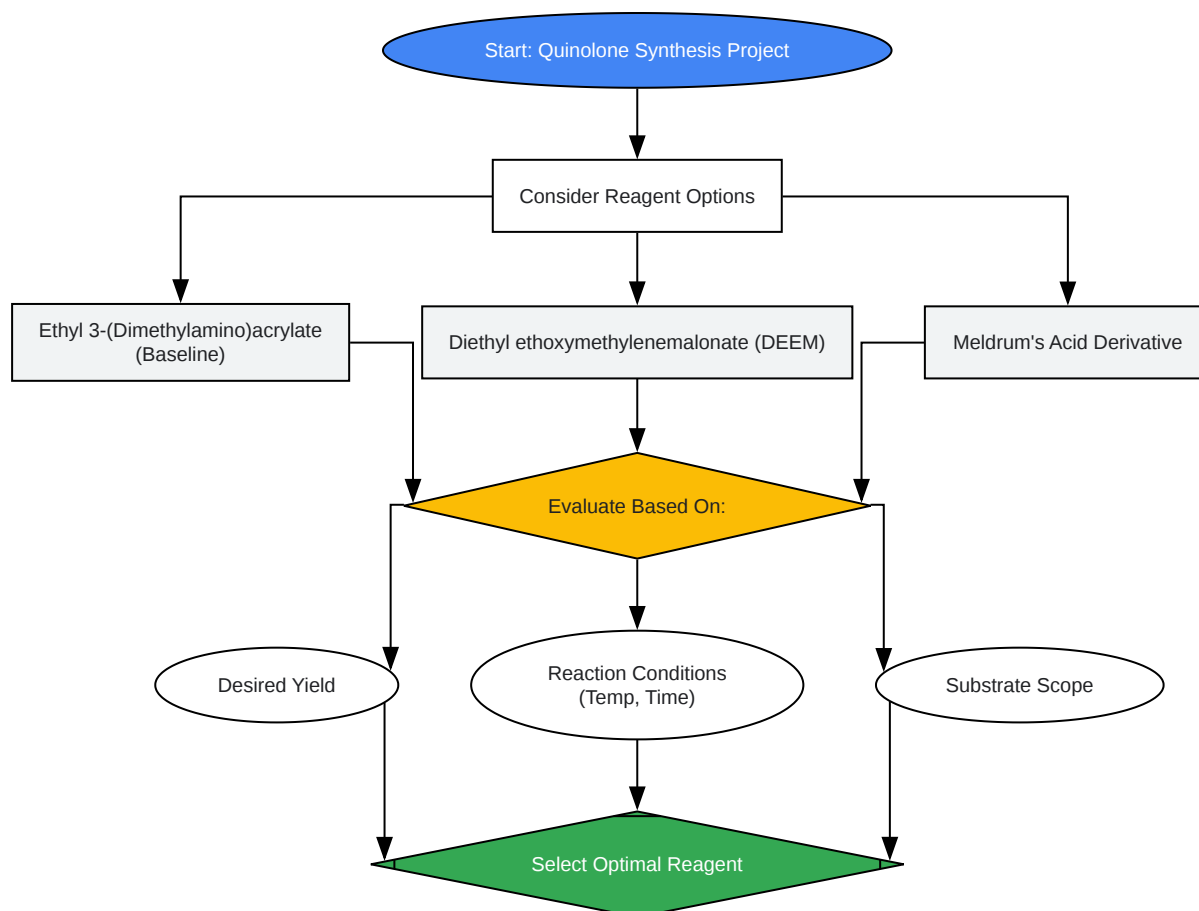 Start: Quinolone Synthesis Project
Consider Reagent Options
Ethyl 3-(Dimethylamino)acrylate
(Baseline)
Diethyl ethoxymethylenemalonate (DEEM)
Meldrum's Acid Derivative
Evaluate Based On:
Desired Yield
Reaction Conditions
(Temp, Time)
Substrate Scope
Select Optimal Reagent